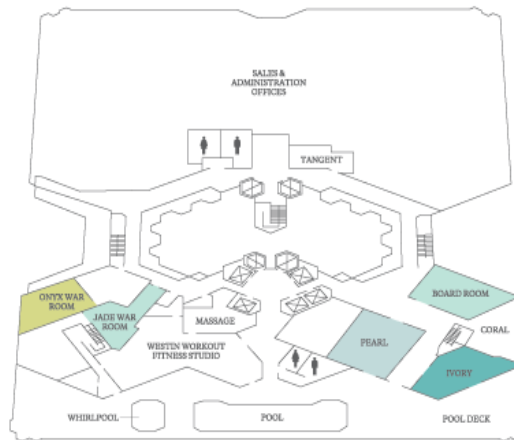 SALES &
ADMINISTRATION
OFFICES
TANGENT
ONYX WAR
ROOM
JADE WAR
ROOM
MASSAGE
WESTIN WORKOUT
FITNESS STUDIO
BOARD ROOM
PEARL
CORAL
IVORY
WHIRLPOOL
POOL
POOL DECK